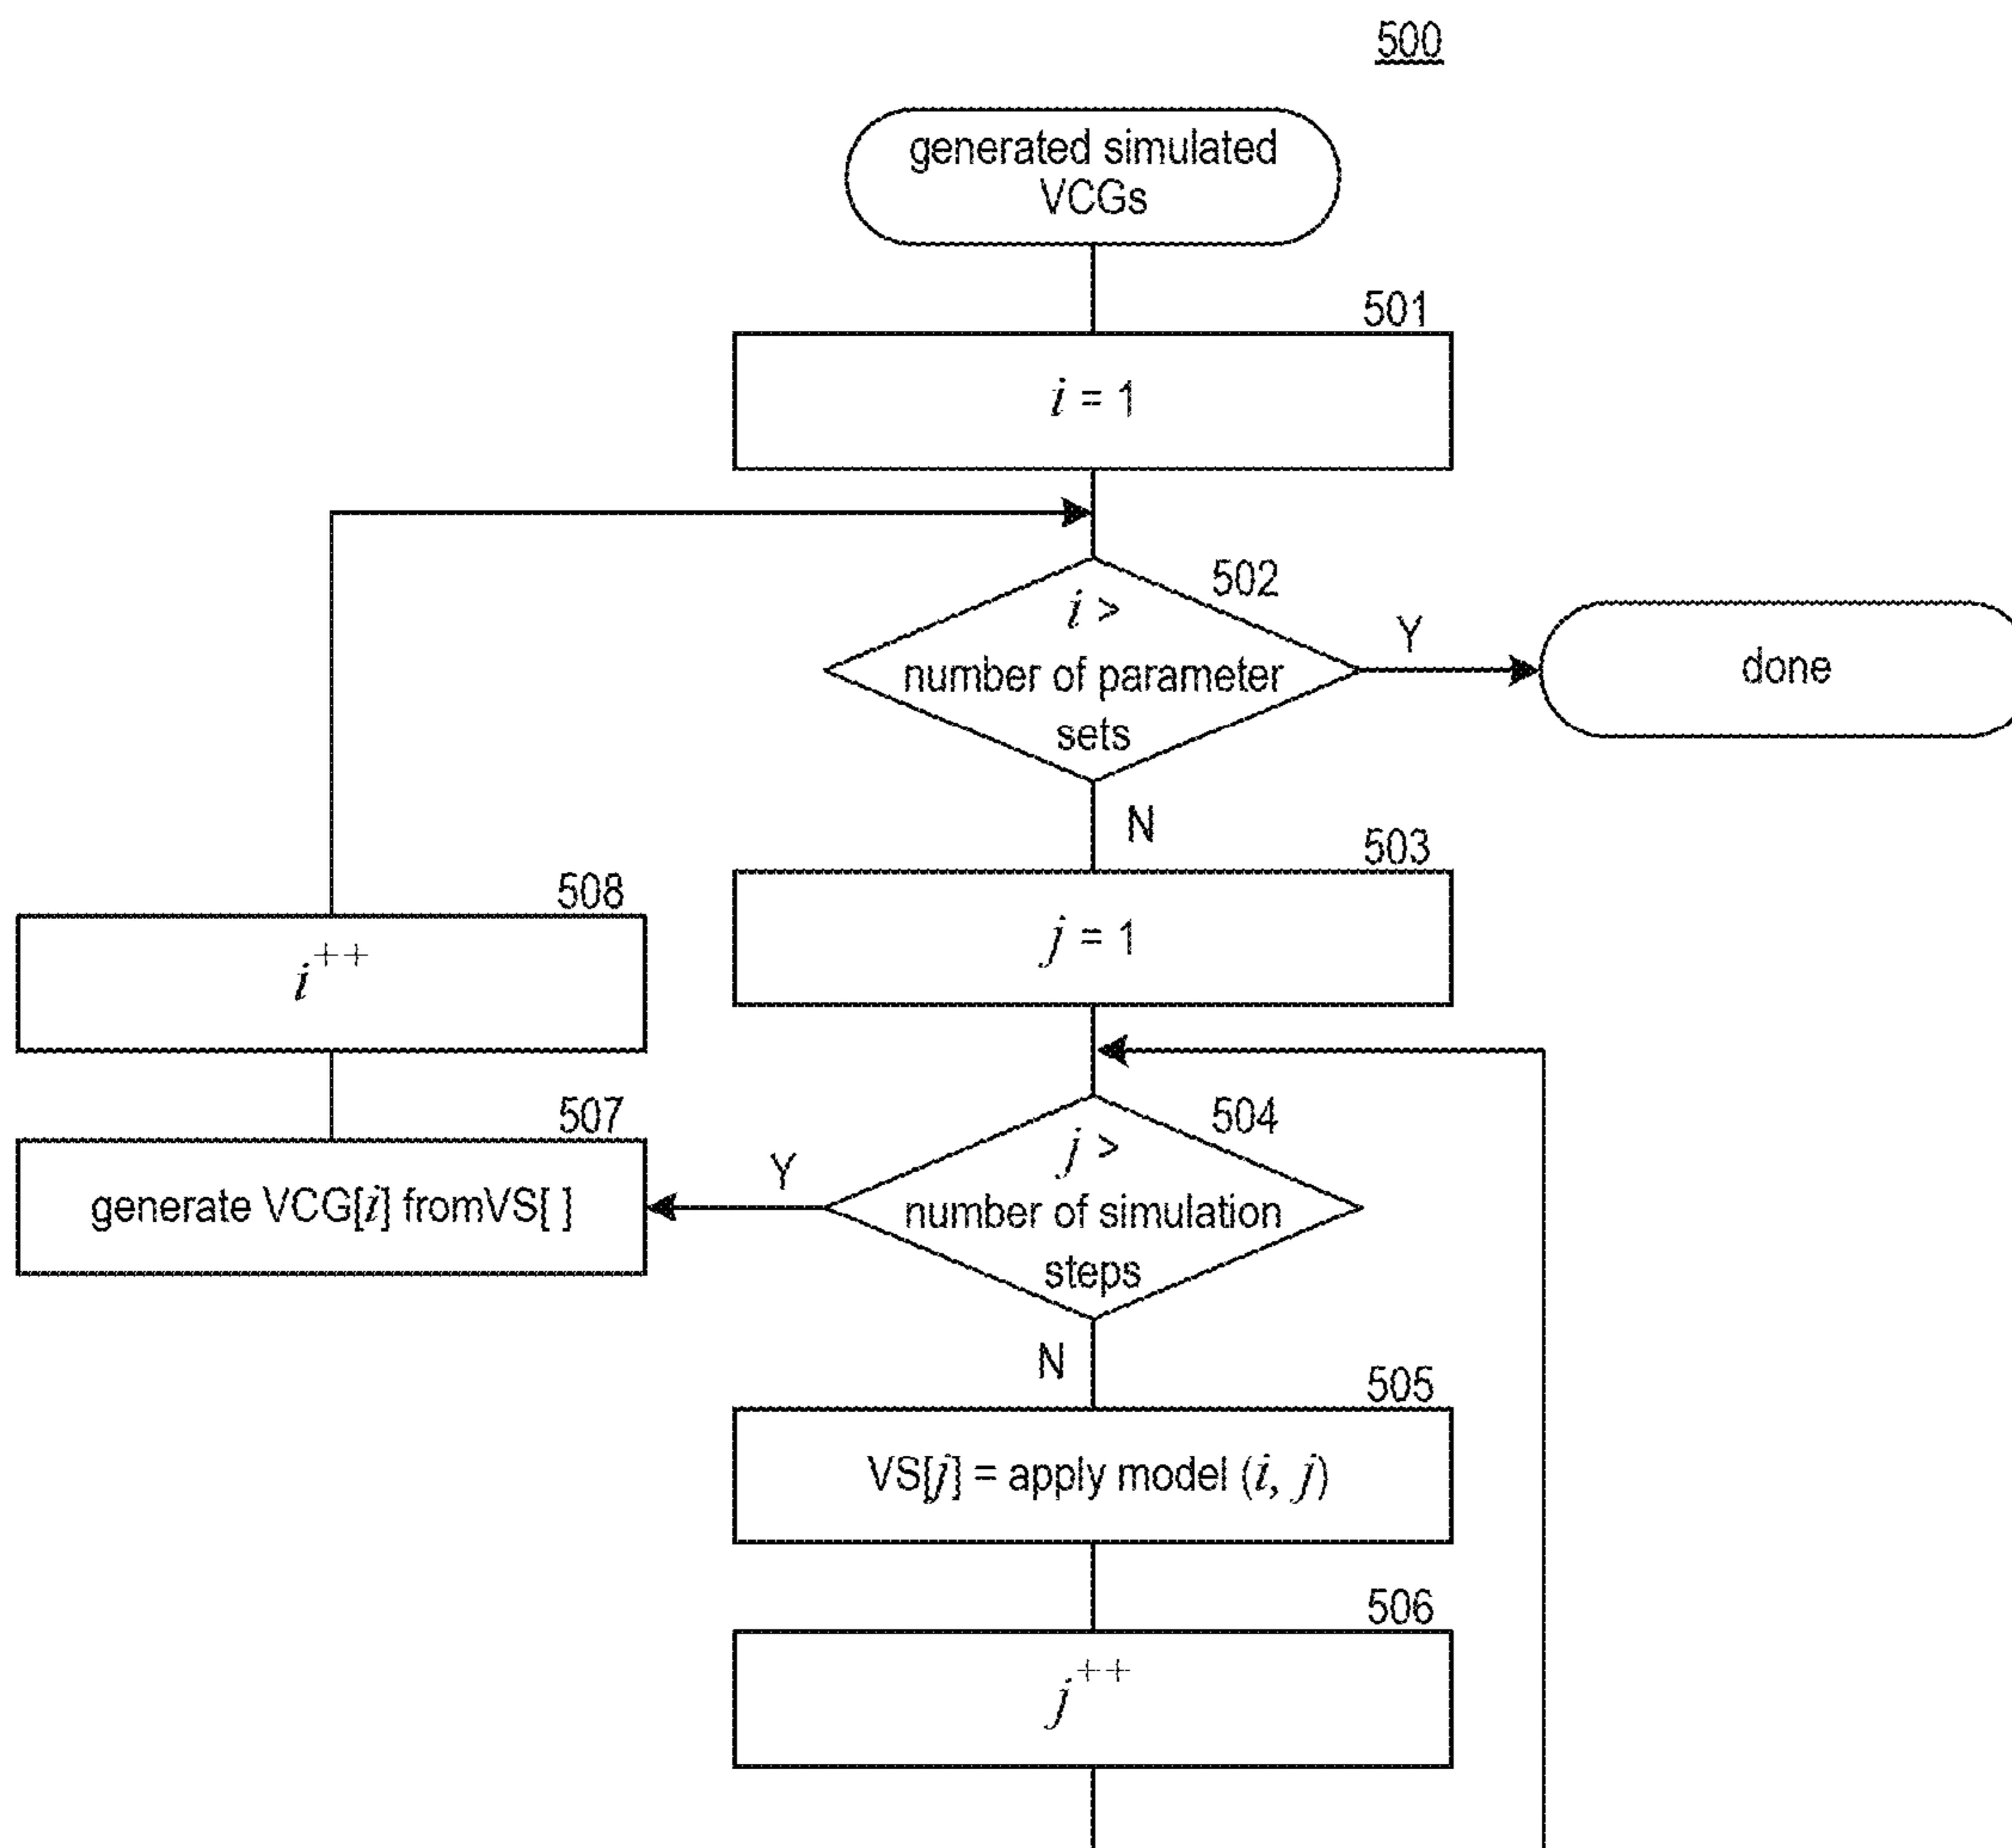 500
generated simulated
VCGs
501
i = 1
502
i >
number of parameter
sets
Y
done
N
503
j = 1
508
i++
507
generate VCG[i] fromVS[ ]
504
j >
number of simulation
steps
Y
N
505
VS[j] = apply model (i, j)
506
j++